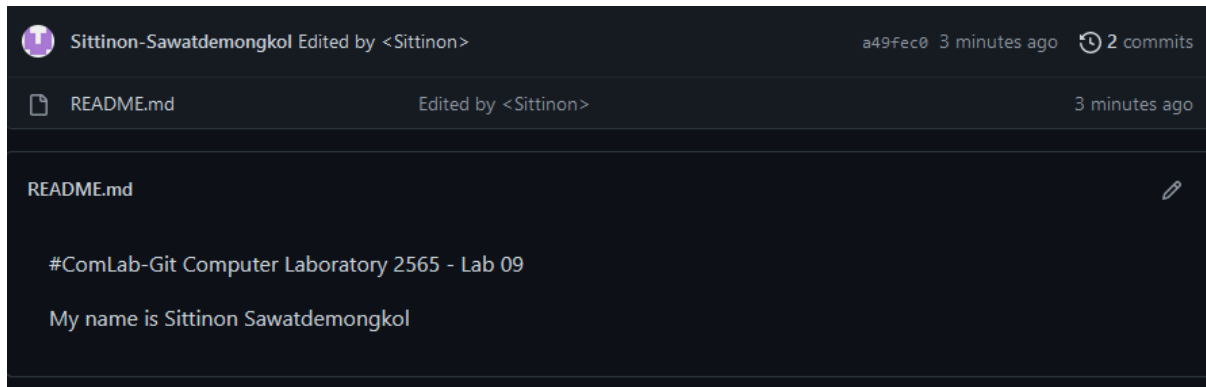 Sittinon-Sawatdemongkol Edited by <Sittinon> a49fec0 3 minutes ago 2 commits
README.md Edited by <Sittinon> 3 minutes ago
README.md
#ComLab-Git Computer Laboratory 2565 - Lab 09
My name is Sittinon Sawatdemongkol